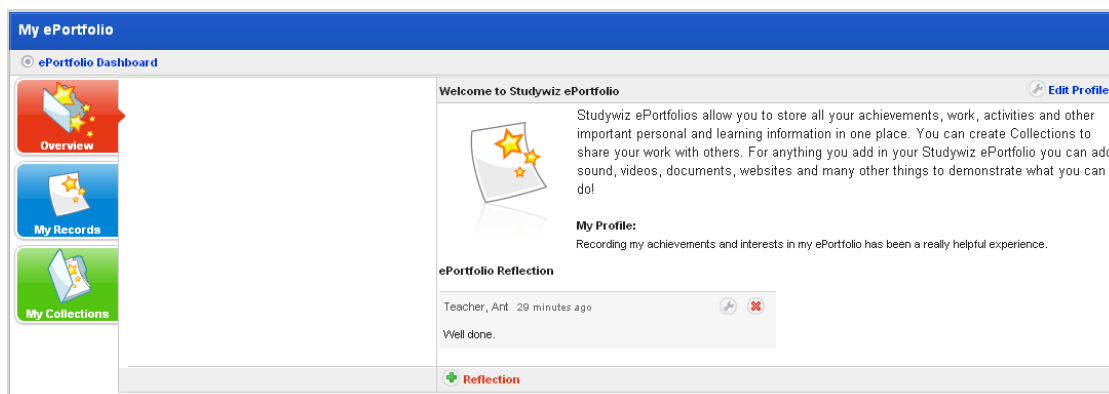 My ePortfolio
ePortfolio Dashboard
Overview
My Records
My Collections
Welcome to Studywiz ePortfolio
Edit Profile
Studywiz ePortfolios allow you to store all your achievements, work, activities and other
important personal and learning information in one place. You can create Collections to
share your work with others. For anything you add in your Studywiz ePortfolio you can add
sound, videos, documents, websites and many other things to demonstrate what you can
do!
My Profile:
Recording my achievements and interests in my ePortfolio has been a really helpful experience.
ePortfolio Reflection
Teacher, Ant 29 minutes ago
Well done.
Reflection